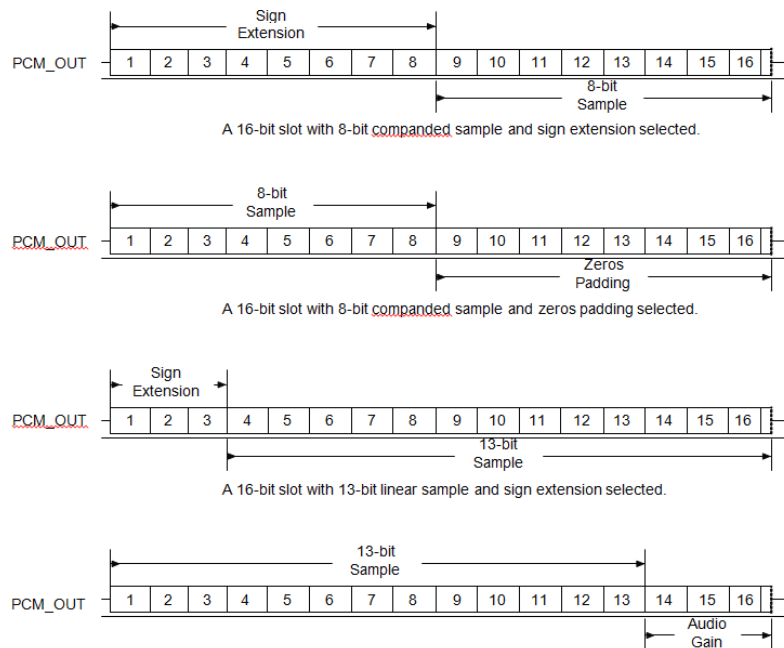 Sign
Extension
PCM_OUT 1 2 3 4 5 6 7 8 9 10 11 12 13 14 15 16
8-bit
Sample
A 16-bit slot with 8-bit companded sample and sign extension selected.
8-bit
Sample
PCM_OUT 1 2 3 4 5 6 7 8 9 10 11 12 13 14 15 16
Zeros
Padding
A 16-bit slot with 8-bit companded sample and zeros padding selected.
Sign
Extension
PCM_OUT 1 2 3 4 5 6 7 8 9 10 11 12 13 14 15 16
13-bit
Sample
A 16-bit slot with 13-bit linear sample and sign extension selected.
13-bit
Sample
PCM_OUT 1 2 3 4 5 6 7 8 9 10 11 12 13 14 15 16
Audio
Gain